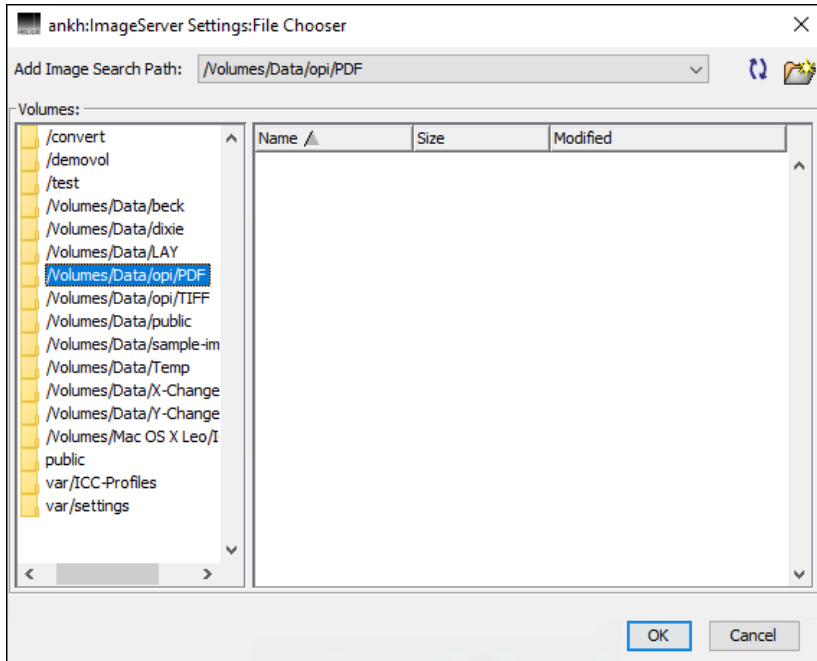 ankh:ImageServer Settings:File Chooser
Add Image Search Path: /Volumes/Data/opi/PDF
Volumes:
/convert
/demovol
/test
/Volumes/Data/beck
/Volumes/Data/dixie
/Volumes/Data/LAY
/Volumes/Data/opi/PDF
/Volumes/Data/opi/TIFF
/Volumes/Data/public
/Volumes/Data/sample-im
/Volumes/Data/Temp
/Volumes/Data/X-Change
/Volumes/Data/Y-Change
/Volumes/Mac OS X Leo/I
public
var/ICC-Profiles
var/settings
Name Size Modified
OK Cancel